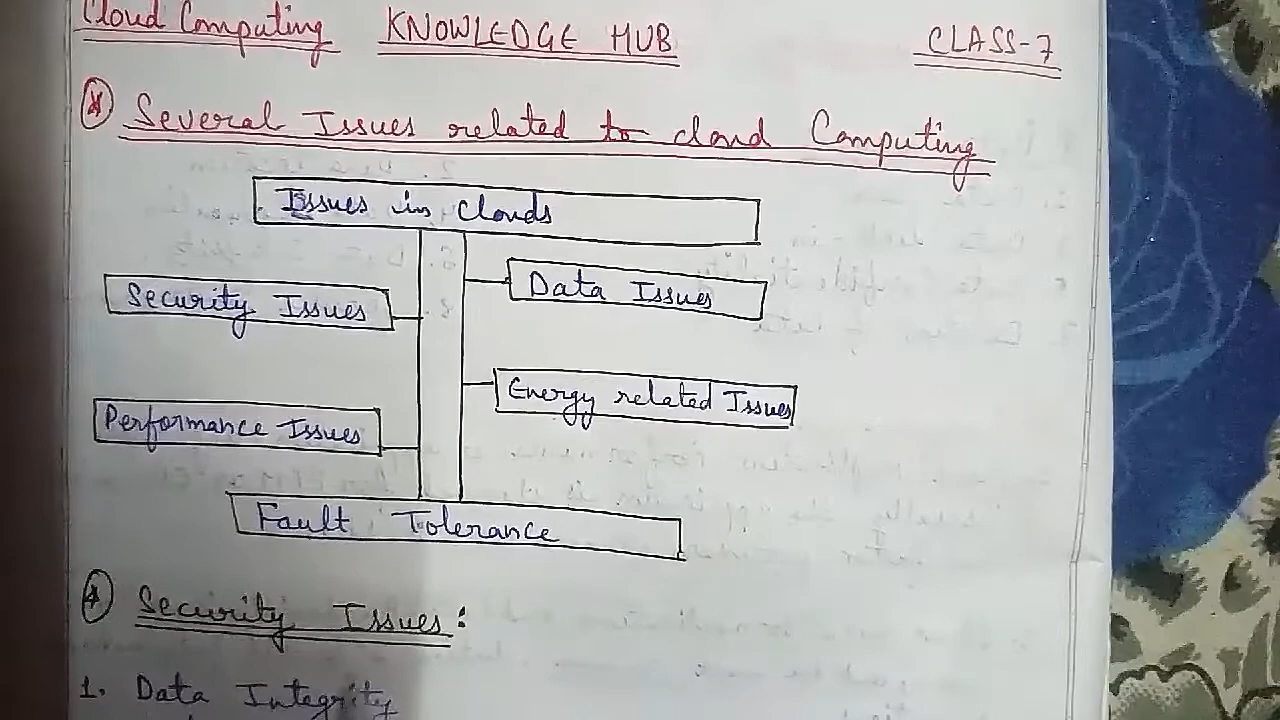 Cloud Computing KNOWLEDGE HUB CLASS-7
Several Issues related to cloud Computing
Issues in Clouds
Data Issues
Security Issues
Energy related Issues
Performance Issues
Fault Tolerance
Security Issues:
1. Data Integrity